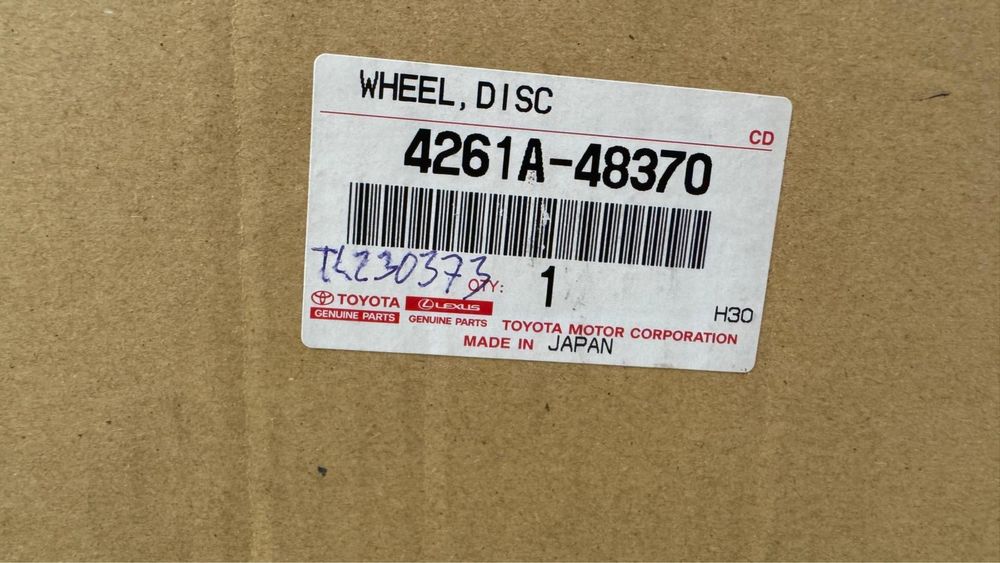 WHEEL, DISC
CD
4261A-48370
TK230373
QTY: 1
TOYOTA LEXUS H30
GENUINE PARTS GENUINE PARTS TOYOTA MOTOR CORPORATION
MADE IN JAPAN